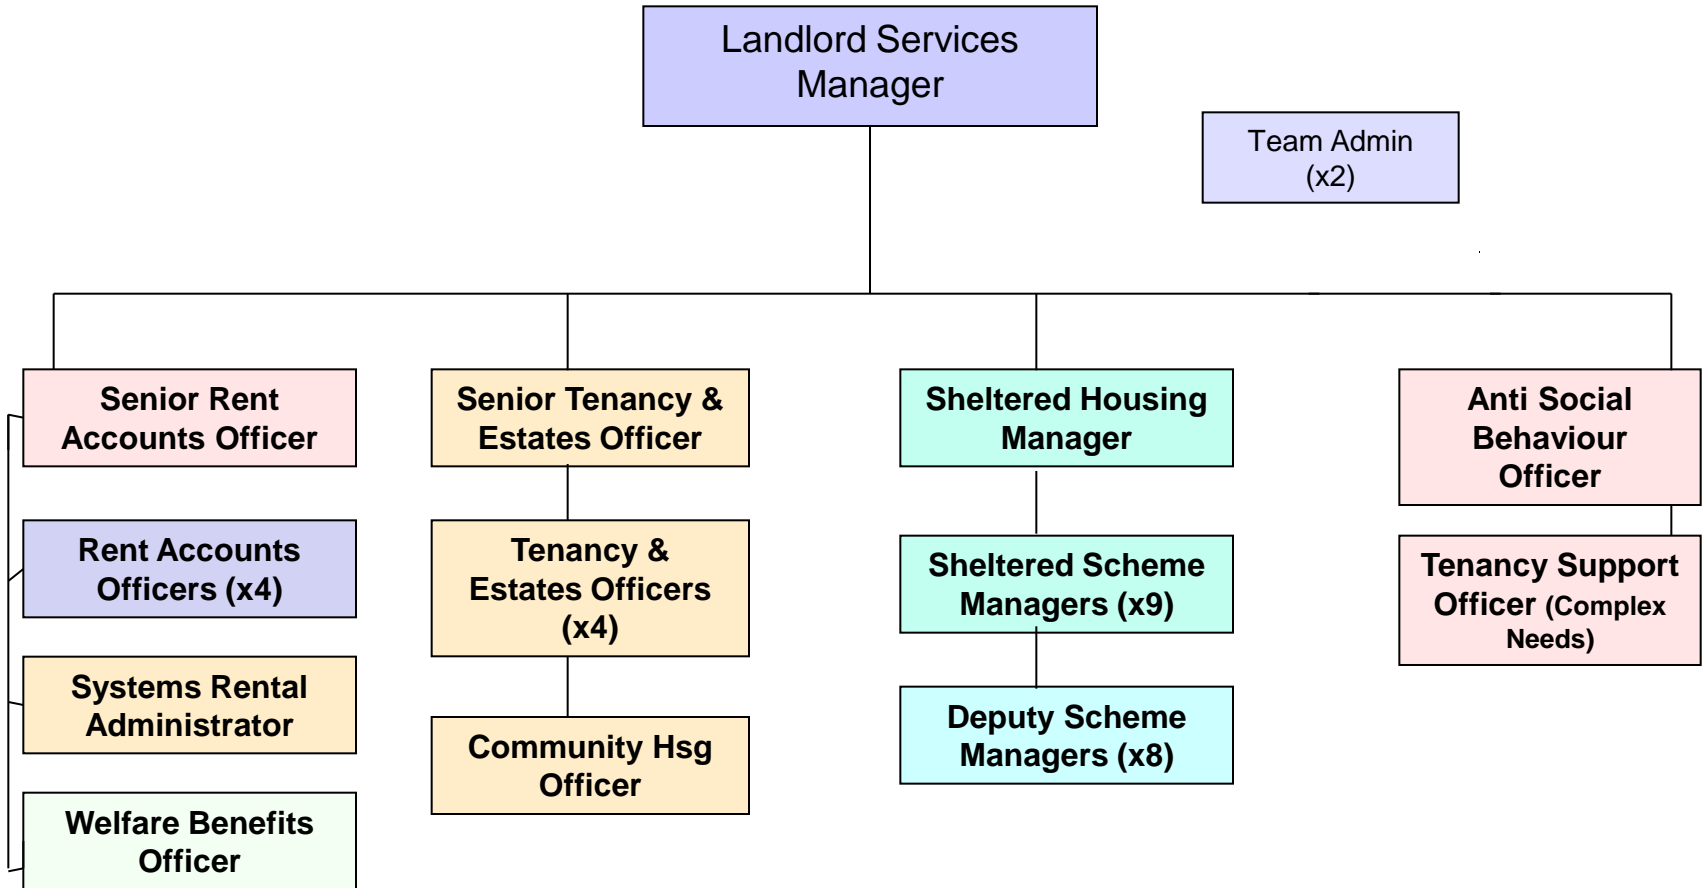 Landlord Services
Manager
Team Admin
(x2)
Senior Rent
Accounts Officer
Rent Accounts
Officers (x4)
Systems Rental
Administrator
Welfare Benefits
Officer
Senior Tenancy &
Estates Officer
Tenancy &
Estates Officers
(x4)
Community Hsg
Officer
Sheltered Housing
Manager
Sheltered Scheme
Managers (x9)
Deputy Scheme
Managers (x8)
Anti Social
Behaviour
Officer
Tenancy Support
Officer (Complex
Needs)